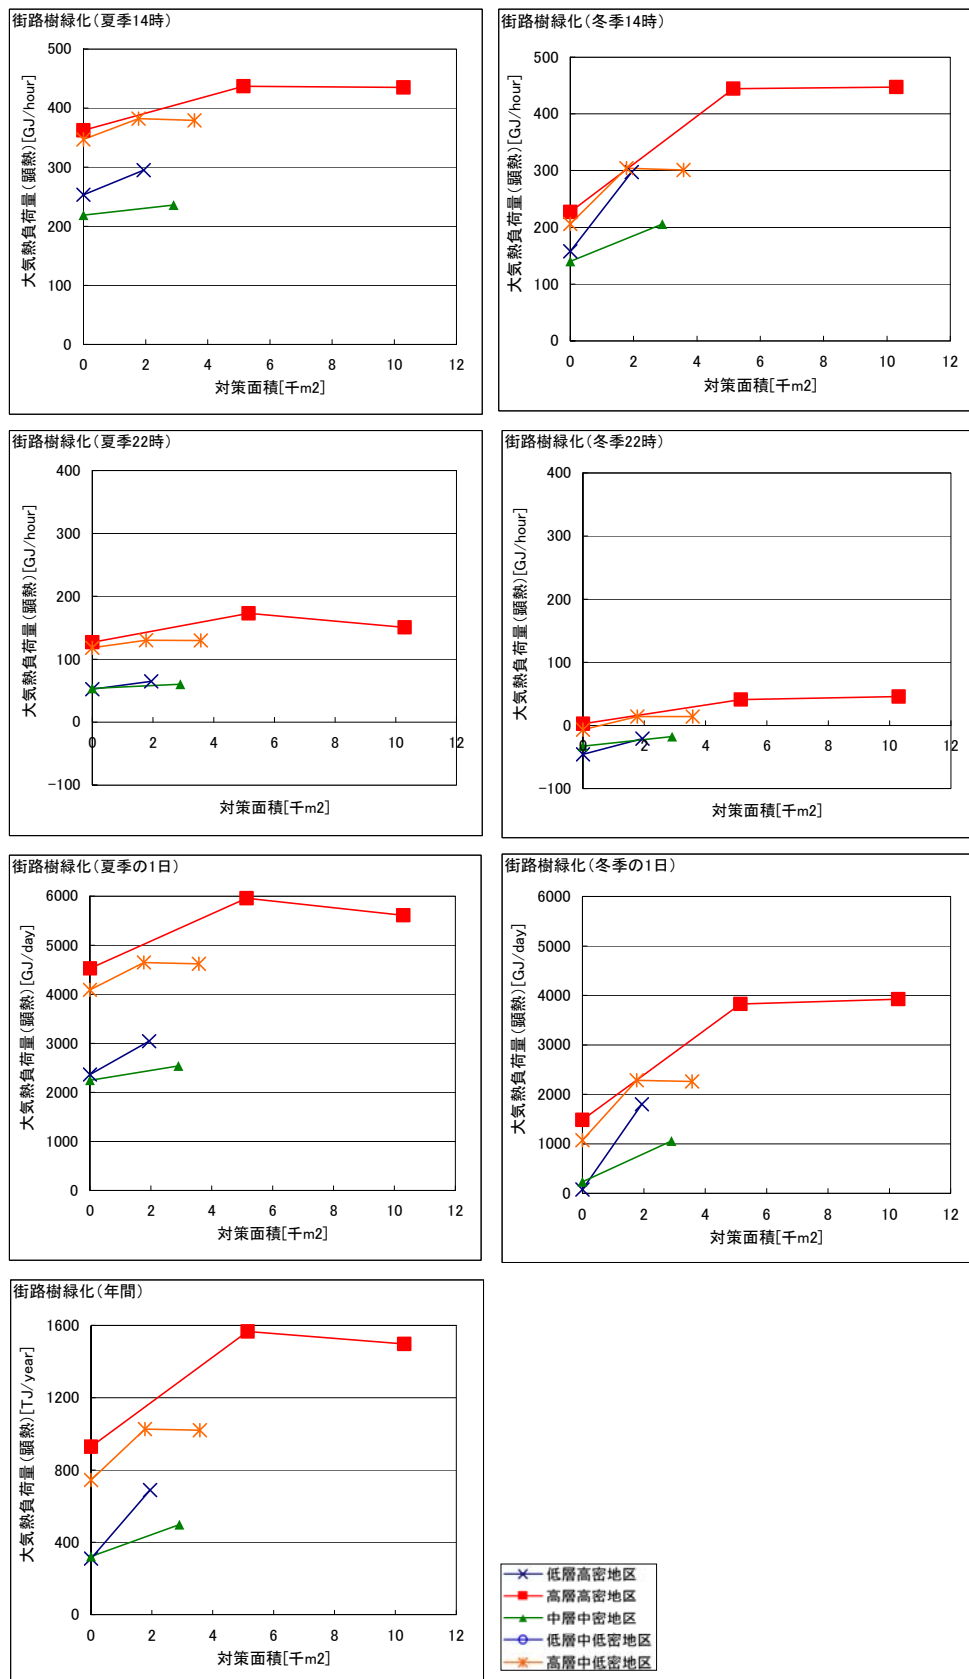 街路樹緑化(夏季14時)
大気熱負荷量(顕熱)[GJ/hour]
500
400
300
200
100
0
0 2 4 6 8 10 12
対策面積[千m2]
街路樹緑化(冬季14時)
大気熱負荷量(顕熱)[GJ/hour]
500
400
300
200
100
0
0 2 4 6 8 10 12
対策面積[千m2]
街路樹緑化(夏季22時)
大気熱負荷量(顕熱)[GJ/hour]
400
300
200
100
0
-100
0 2 4 6 8 10 12
対策面積[千m2]
街路樹緑化(冬季22時)
大気熱負荷量(顕熱)[GJ/hour]
400
300
200
100
0
-100
0 2 4 6 8 10 12
対策面積[千m2]
街路樹緑化(夏季の1日)
大気熱負荷量(顕熱)[GJ/day]
6000
5000
4000
3000
2000
1000
0
0 2 4 6 8 10 12
対策面積[千m2]
街路樹緑化(冬季の1日)
大気熱負荷量(顕熱)[GJ/day]
6000
5000
4000
3000
2000
1000
0
0 2 4 6 8 10 12
対策面積[千m2]
街路樹緑化(年間)
大気熱負荷量(顕熱)[TJ/year]
1600
1200
800
400
0
0 2 4 6 8 10 12
対策面積[千m2]
低層高密地区
高層高密地区
中層中密地区
低層中低密地区
高層中低密地区